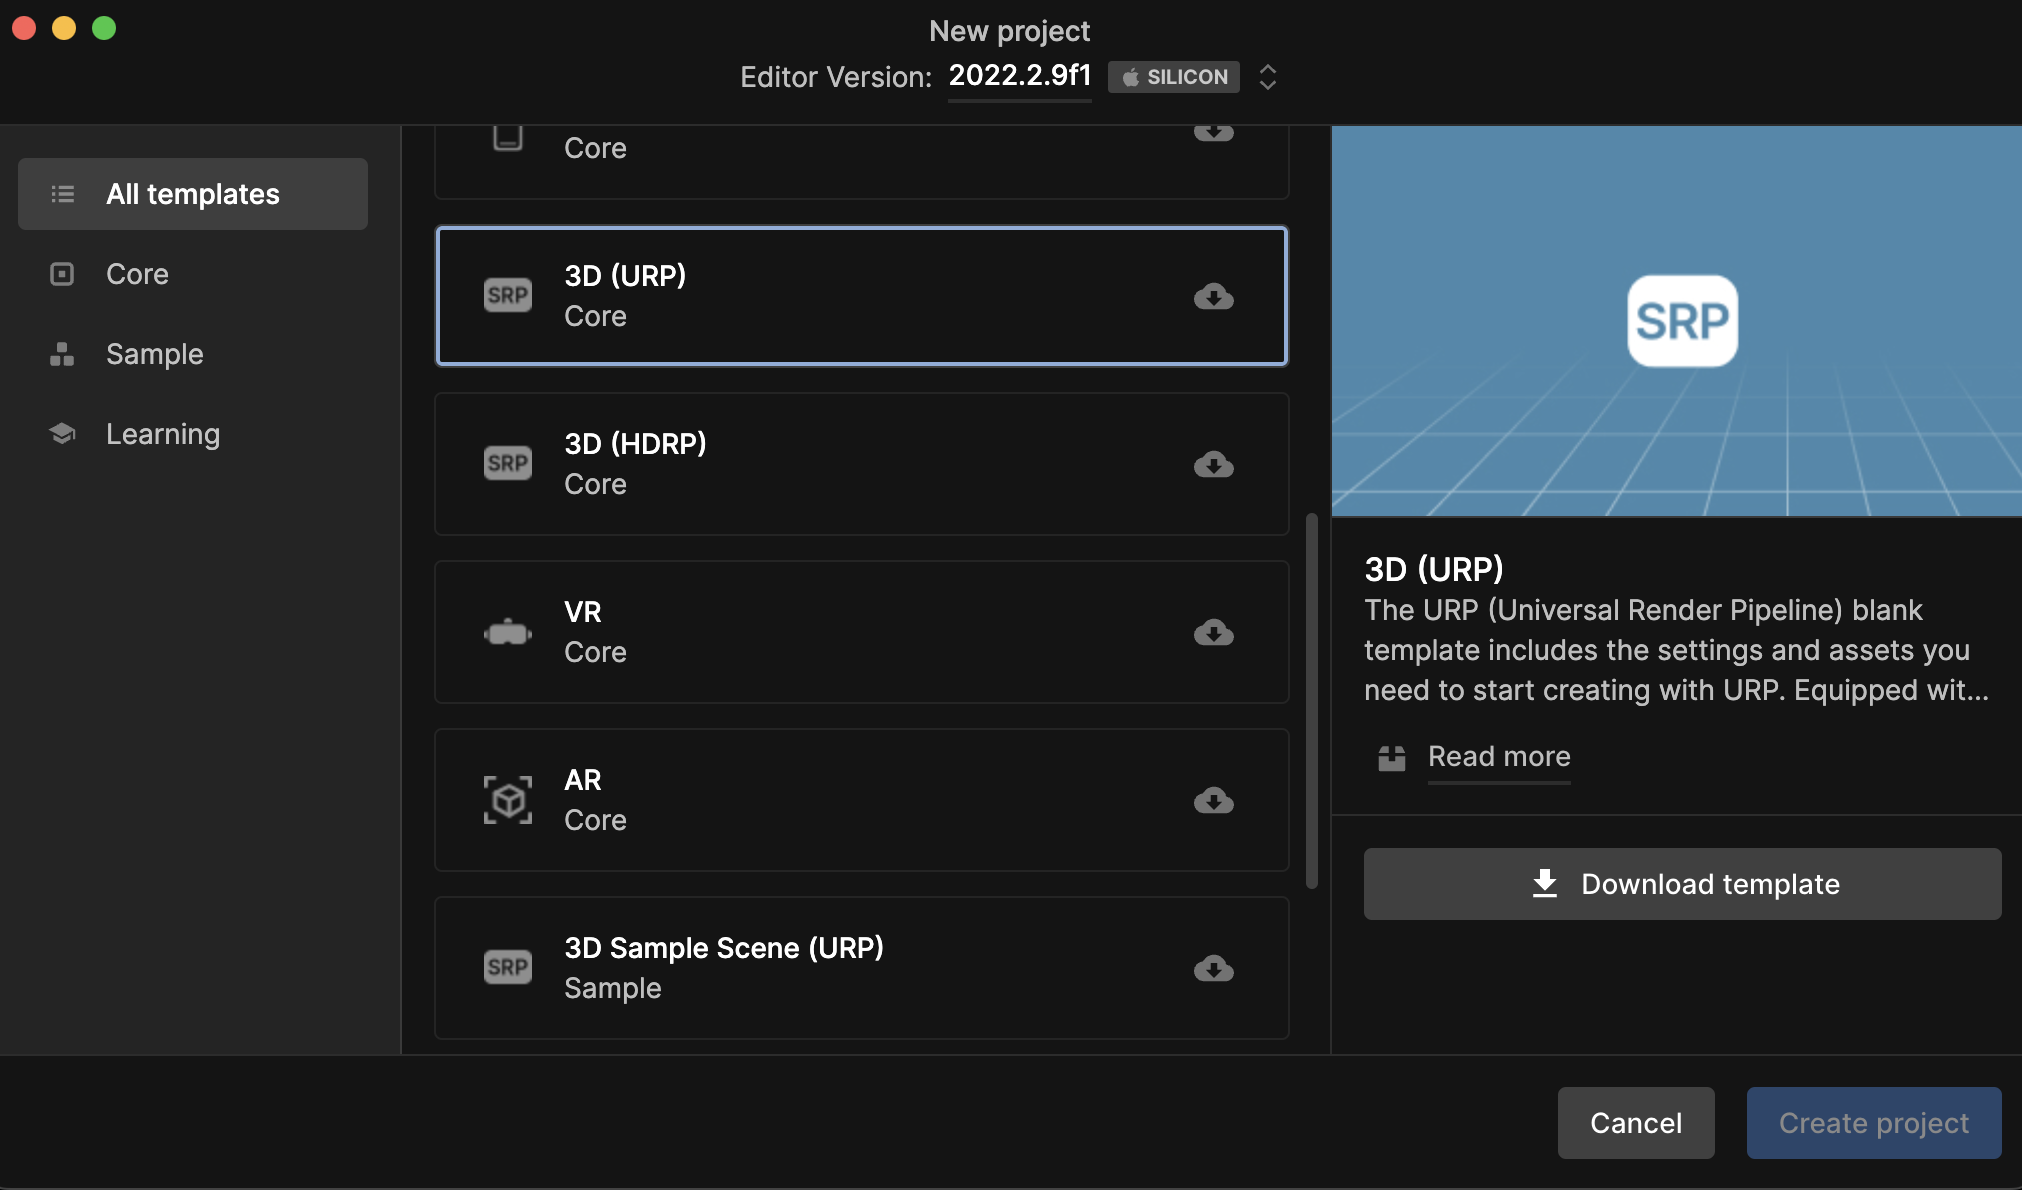 New project
Editor Version: 2022.2.9f1 SILICON
All templates
Core
Sample
Learning
Core
SRP
3D (URP)
Core
SRP
3D (HDRP)
Core
VR
Core
AR
Core
SRP
3D Sample Scene (URP)
Sample
SRP
3D (URP)
The URP (Universal Render Pipeline) blank
template includes the settings and assets you
need to start creating with URP. Equipped wit...
Read more
Download template
Cancel
Create project